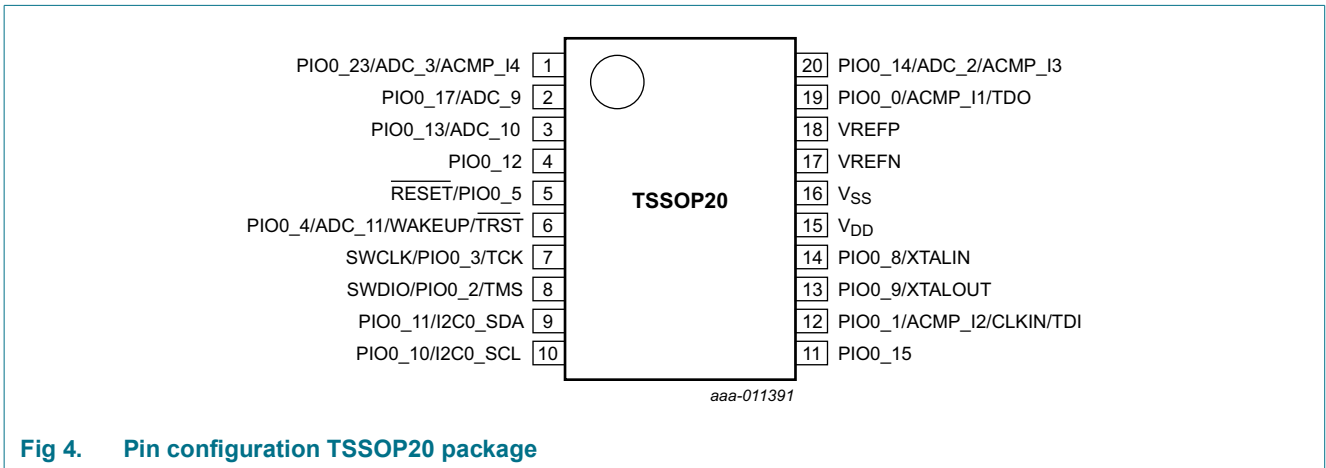 PIO0_23/ADC_3/ACMP_I4 1
PIO0_17/ADC_9 2
PIO0_13/ADC_10 3
PIO0_12 4
RESET/PIO0_5 5
PIO0_4/ADC_11/WAKEUP/TRST 6
SWCLK/PIO0_3/TCK 7
SWDIO/PIO0_2/TMS 8
PIO0_11/I2C0_SDA 9
PIO0_10/I2C0_SCL 10
TSSOP20
20 PIO0_14/ADC_2/ACMP_I3
19 PIO0_0/ACMP_I1/TDO
18 VREFP
17 VREFN
16 VSS
15 VDD
14 PIO0_8/XTALIN
13 PIO0_9/XTALOUT
12 PIO0_1/ACMP_I2/CLKIN/TDI
11 PIO0_15
aaa-011391
Fig 4. Pin configuration TSSOP20 package